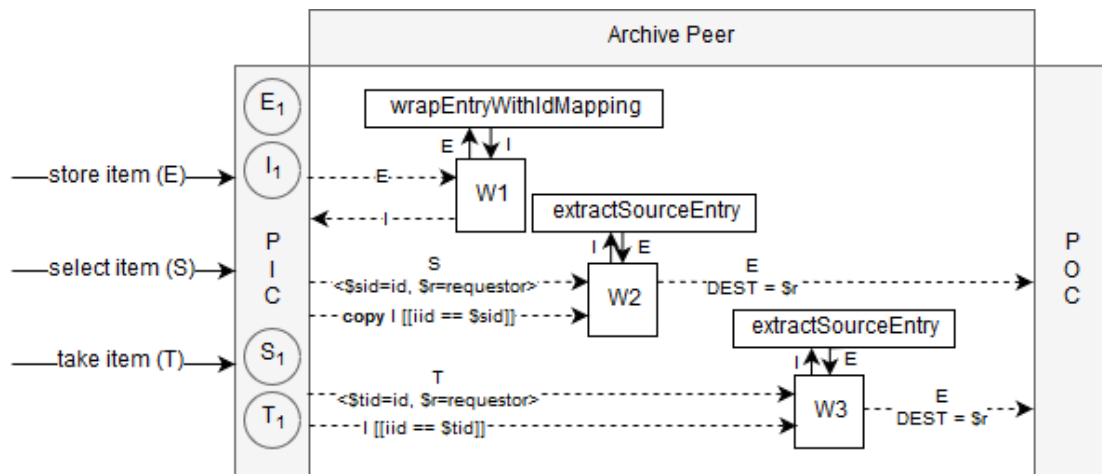 Archive Peer
E1
wrapEntryWithIdMapping
E I
store item (E)
I1
E
W1
extractSourceEntry
I
P
I
C
P
O
C
I E
select item (S)
S
E
<$sid=id, $r=requestor>
W2
DEST = $r
copy I [[iid == $sid]]
extractSourceEntry
take item (T)
S1
I E
T
<$tid=id, $r=requestor>
W3
E
T1
I [[iid == $tid]]
DEST = $r